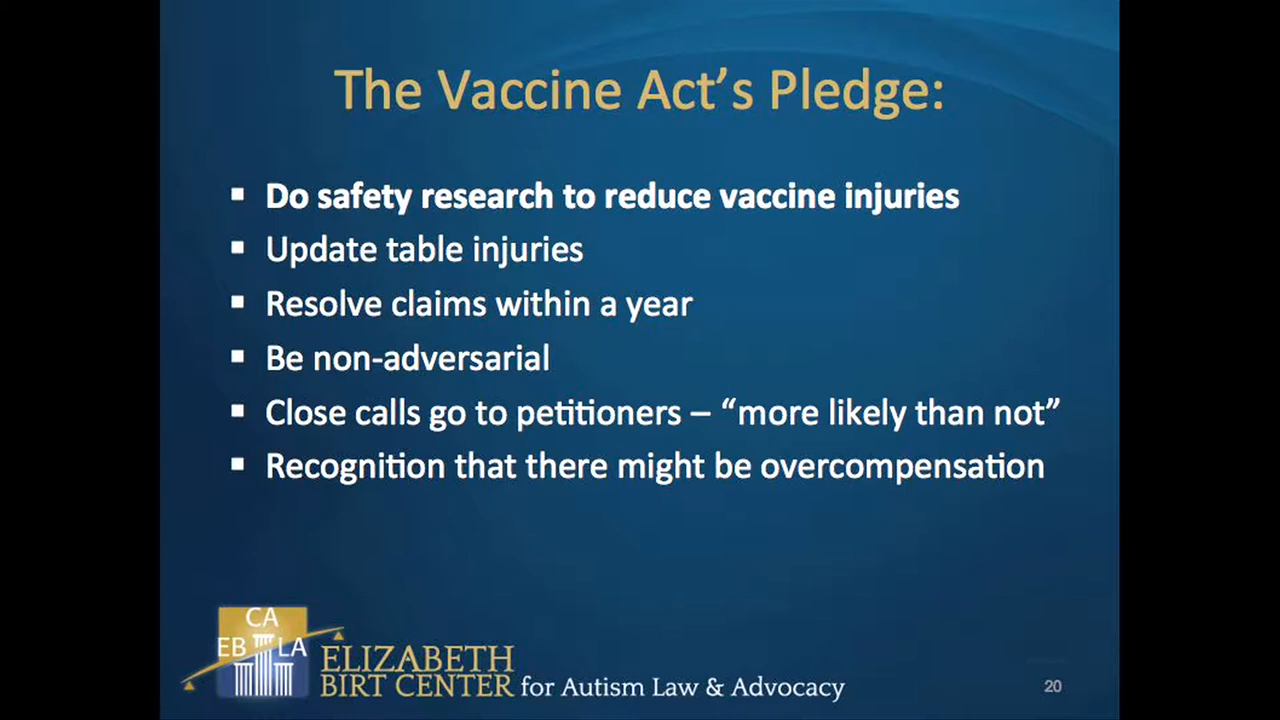 The Vaccine Act's Pledge:
▪ Do safety research to reduce vaccine injuries
▪ Update table injuries
▪ Resolve claims within a year
▪ Be non-adversarial
▪ Close calls go to petitioners – “more likely than not”
▪ Recognition that there might be overcompensation
CA
EB LA
ELIZABETH
BIRT CENTER for Autism Law & Advocacy
20